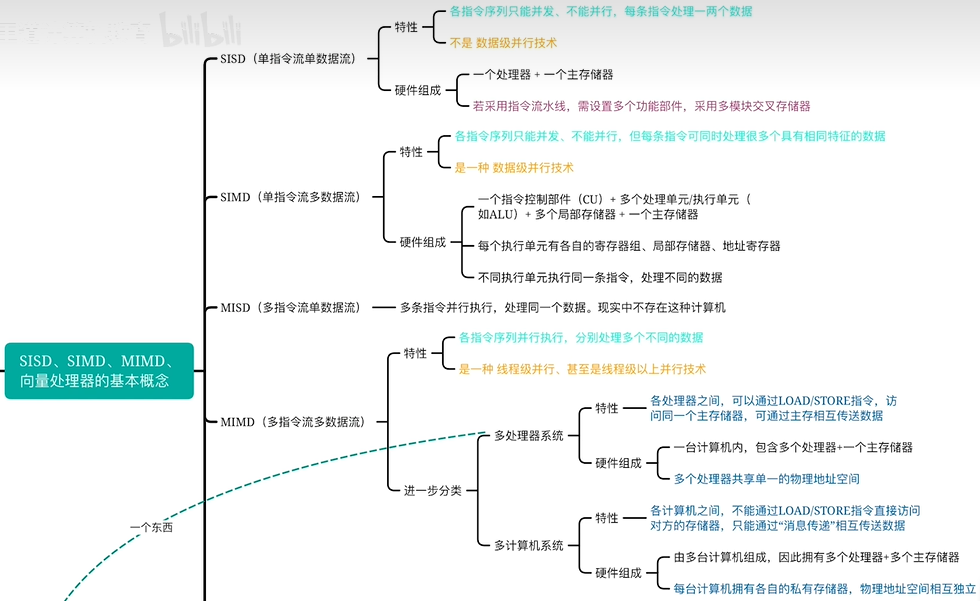 bilibili
各指令序列只能并发、不能并行，每条指令处理一两个数据
特性
不是 数据级并行技术
SISD（单指令流单数据流）
一个处理器 + 一个主存储器
硬件组成
若采用指令流水线，需设置多个功能部件，采用多模块交叉存储器
各指令序列只能并发、不能并行，但每条指令可同时处理很多个具有相同特征的数据
特性
是一种 数据级并行技术
SIMD（单指令流多数据流）
一个指令控制部件（CU）+ 多个处理单元/执行单元（
如ALU）+ 多个局部存储器 + 一个主存储器
硬件组成
每个执行单元有各自的寄存器组、局部存储器、地址寄存器
不同执行单元执行同一条指令，处理不同的数据
MISD（多指令流单数据流）
多条指令并行执行，处理同一个数据。现实中不存在这种计算机
SISD、SIMD、MIMD、
向量处理器的基本概念
各指令序列并行执行，分别处理多个不同的数据
特性
是一种 线程级并行、甚至是线程级以上并行技术
MIMD（多指令流多数据流）
各处理器之间，可以通过LOAD/STORE指令，访
问同一个主存储器，可通过主存相互传送数据
特性
多处理器系统
一台计算机内，包含多个处理器+一个主存储器
硬件组成
多个处理器共享单一的物理地址空间
进一步分类
各计算机之间，不能通过LOAD/STORE指令直接访问
对方的存储器，只能通过“消息传递”相互传送数据
特性
一个东西
多计算机系统
由多台计算机组成，因此拥有多个处理器+多个主存储器
硬件组成
每台计算机拥有各自的私有存储器，物理地址空间相互独立